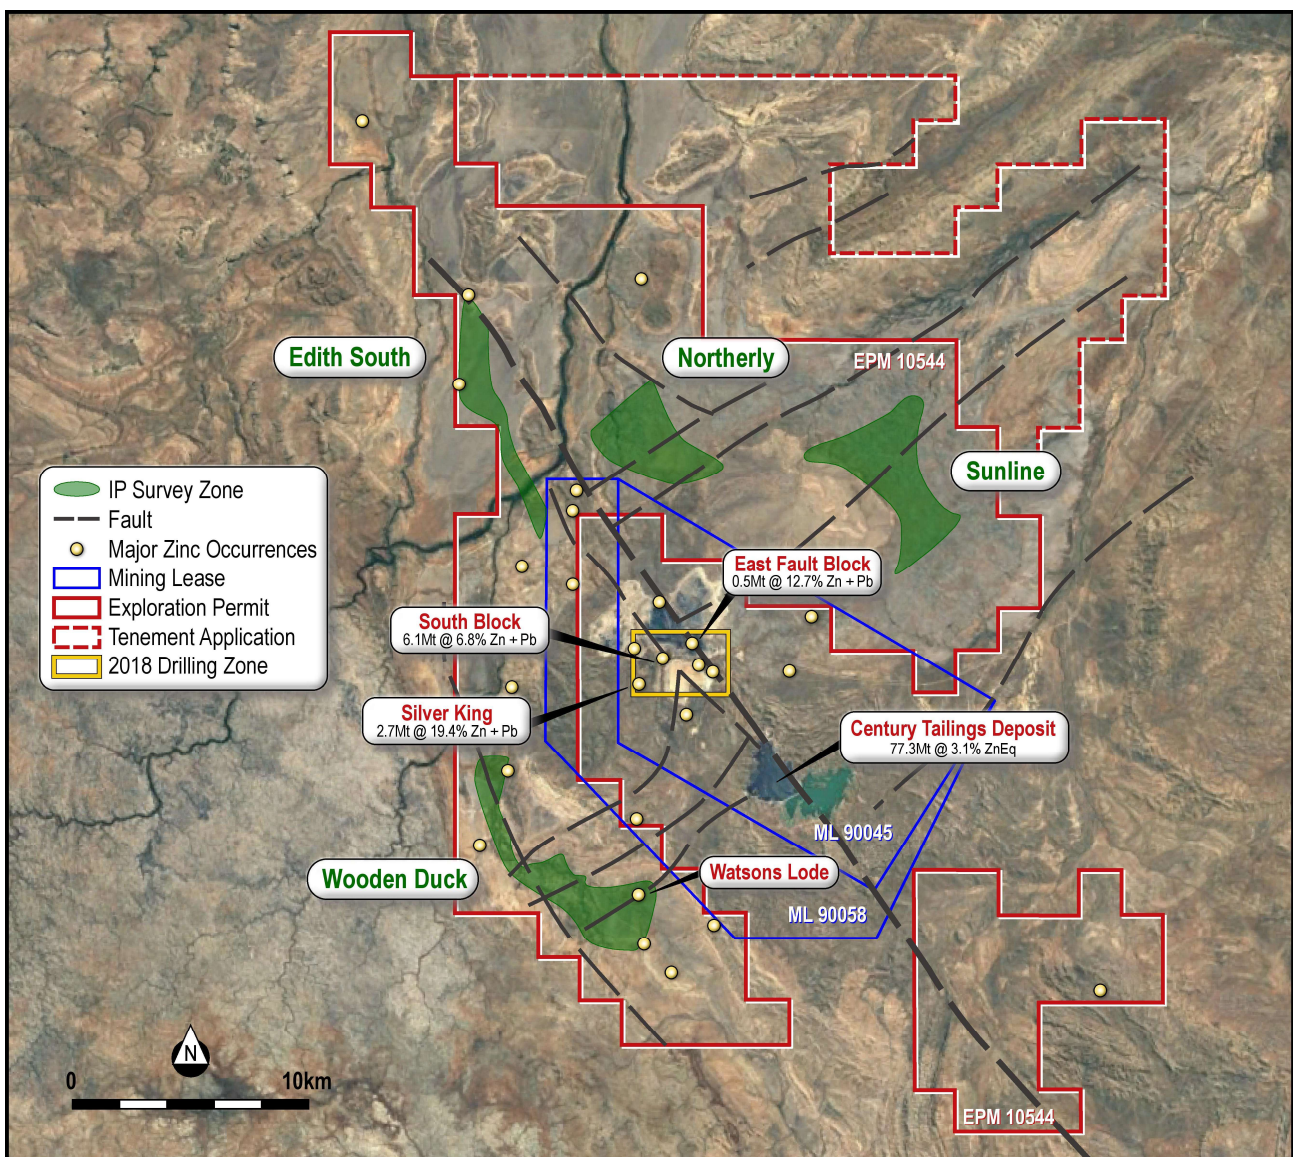 Edith South
Northerly
EPM 10544
Sunline
IP Survey Zone
Fault
Major Zinc Occurrences
Mining Lease
Exploration Permit
Tenement Application
2018 Drilling Zone
East Fault Block
0.5Mt @ 12.7% Zn + Pb
South Block
6.1Mt @ 6.8% Zn + Pb
Silver King
2.7Mt @ 19.4% Zn + Pb
Century Tailings Deposit
77.3Mt @ 3.1% ZnEq
ML 90045
Wooden Duck
Watsons Lode
ML 90058
N
0
10km
EPM 10544